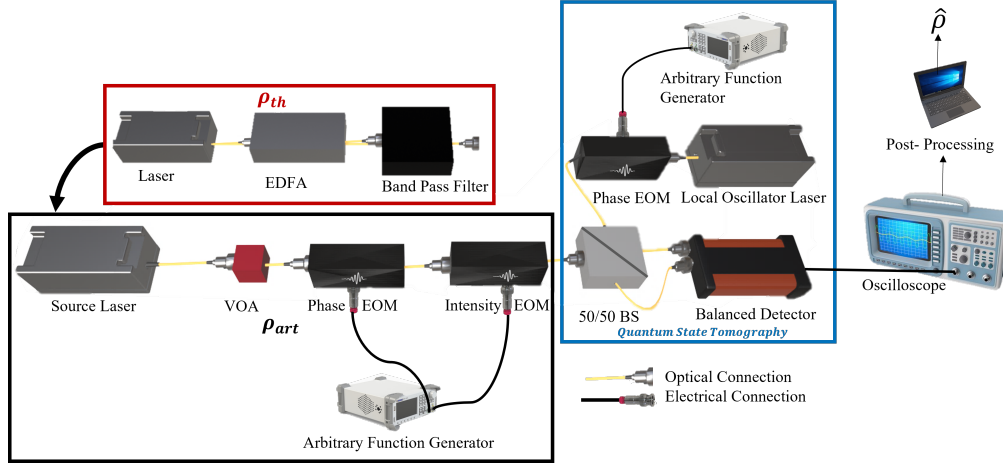 ρ_th
Laser
EDFA
Band Pass Filter
Source Laser
VOA
Phase EOM
Intensity EOM
ρ_art
Arbitrary Function
Generator
Arbitrary Function
Generator
Phase EOM
Local Oscillator Laser
50/50 BS
Balanced Detector
Quantum State Tomography
ρ̂
Post- Processing
Oscilloscope
Optical Connection
Electrical Connection